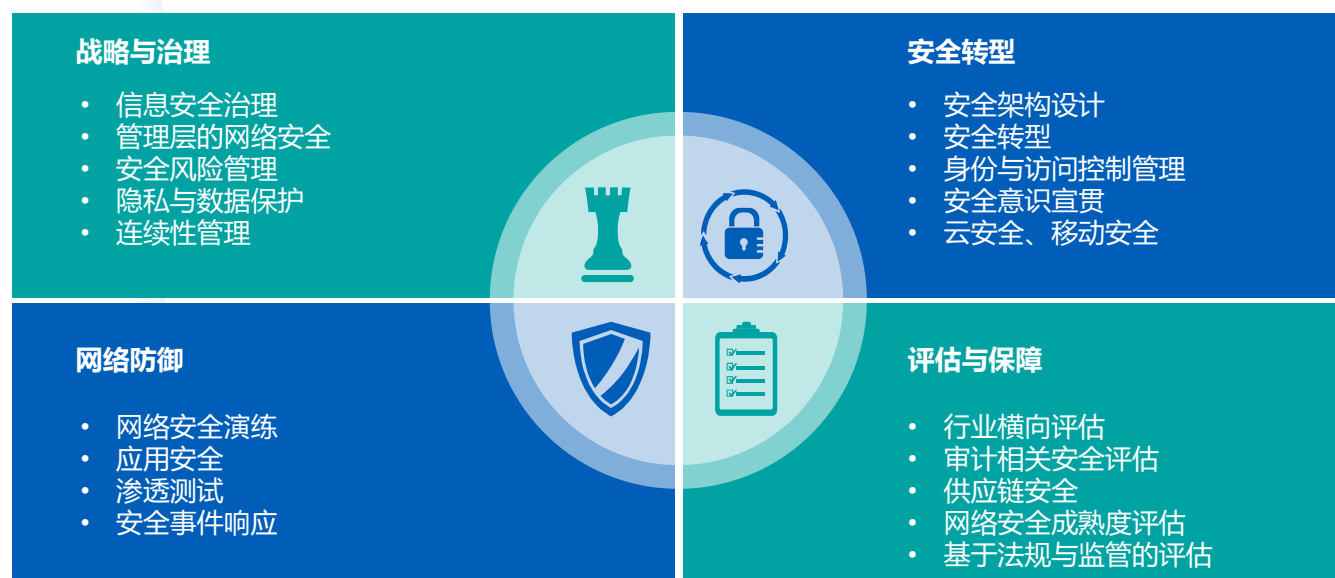 战略与治理
• 信息安全治理
• 管理层的网络安全
• 安全风险管理
• 隐私与数据保护
• 连续性管理
安全转型
• 安全架构设计
• 安全转型
• 身份与访问控制管理
• 安全意识宣贯
• 云安全、移动安全
网络防御
• 网络安全演练
• 应用安全
• 渗透测试
• 安全事件响应
评估与保障
• 行业横向评估
• 审计相关安全评估
• 供应链安全
• 网络安全成熟度评估
• 基于法规与监管的评估